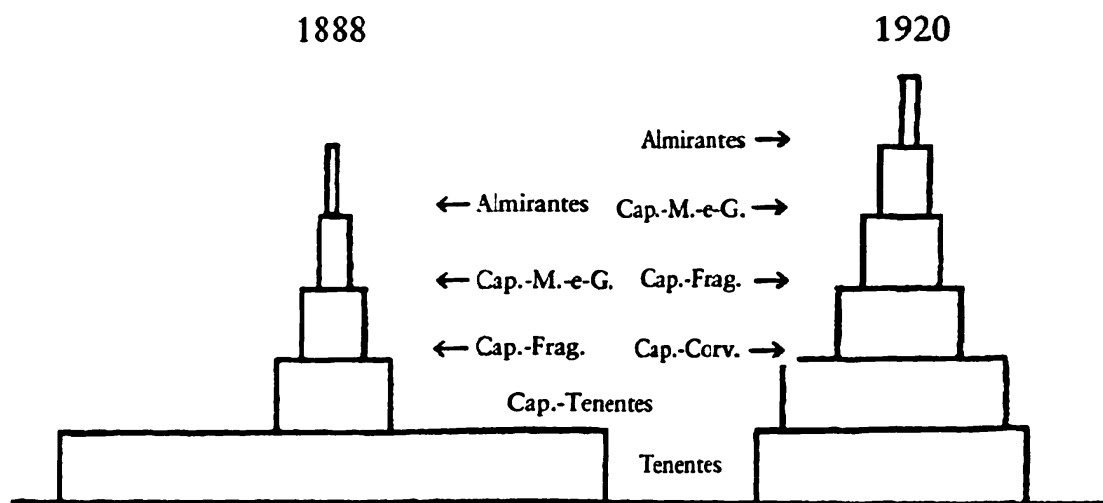 1888
1920
Almirantes →
← Almirantes
Cap.-M.-e-G. →
← Cap.-M.-e-G.
Cap.-Frag. →
← Cap.-Frag.
Cap.-Corv. →
Cap.-Tenentes
Tenentes